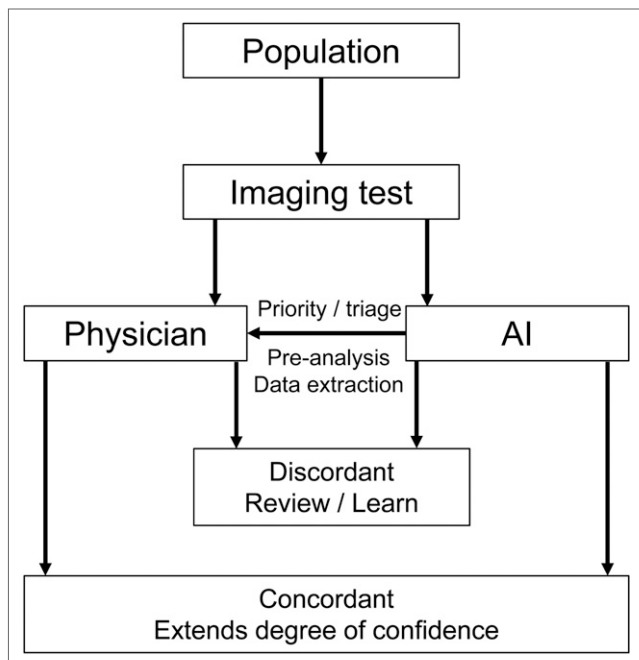 Population
Imaging test
Priority / triage
Physician
AI
Pre-analysis
Data extraction
Discordant
Review / Learn
Concordant
Extends degree of confidence